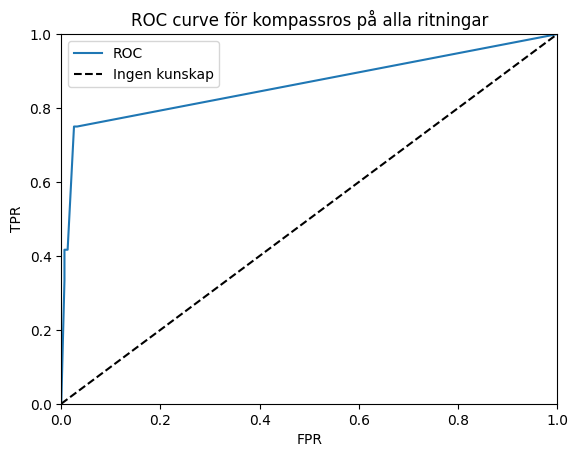 ROC curve för kompassros på alla ritningar
ROC
Ingen kunskap
1.0
0.8
0.6
0.4
0.2
0.0
TPR
0.0 0.2 0.4 0.6 0.8 1.0
FPR